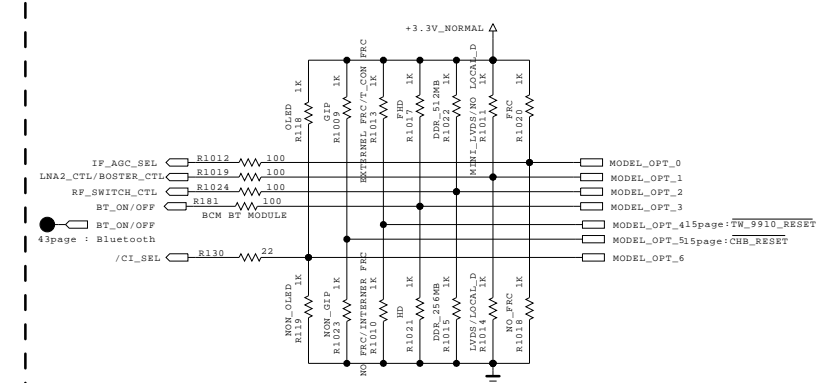 +3.3V_NORMAL
OLED
R118
1K
GIP
R1009
1K
EXTERNEL FRC/T_CON FRC
R1013
1K
FHD
R1017
1K
DDR_512MB
R1022
1K
MINI_LVDS/NO LOCAL_D
R1011
1K
FRC
R1020
1K
IF_AGC_SEL R1012 100 MODEL_OPT_0
LNA2_CTL/BOSTER_CTL R1019 100 MODEL_OPT_1
RF_SWITCH_CTL R1024 100 MODEL_OPT_2
BT_ON/OFF R181 100 MODEL_OPT_3
BCM BT MODULE
BT_ON/OFF MODEL_OPT_4 15page:TW_9910_RESET
43page : Bluetooth MODEL_OPT_5 15page:CHB_RESET
/CI_SEL R130 22 MODEL_OPT_6
NON_OLED
R119
1K
NON_GIP
R1023
1K
NO FRC/INTERNER FRC
R1010
1K
HD
R1021
1K
DDR_256MB
R1015
1K
LVDS/LOCAL_D
R1014
1K
NO_FRC
R1018
1K